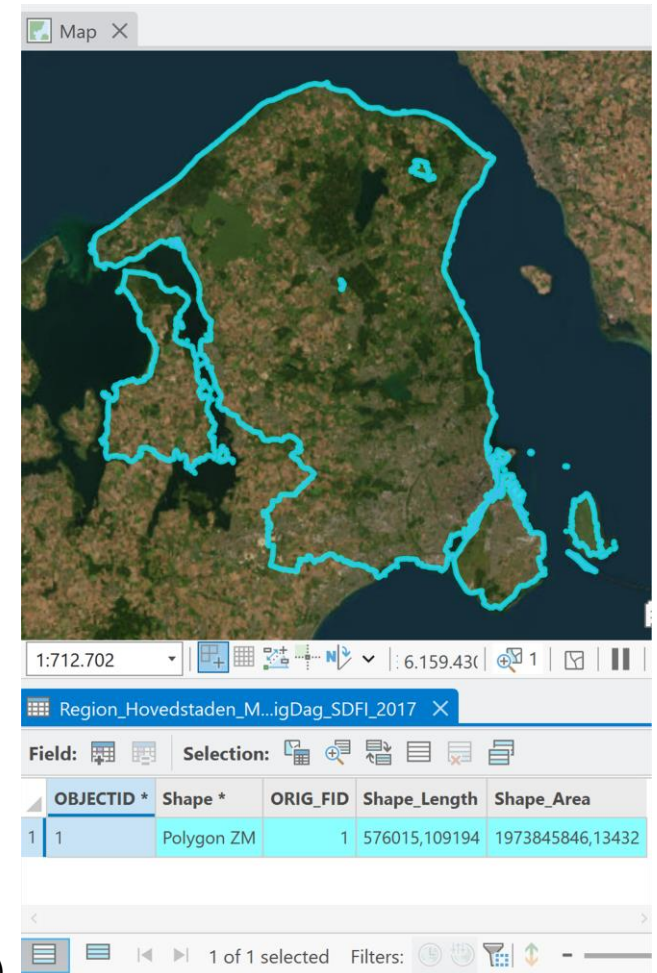 Map
1:712.702
6.159.43(
1
Region_Hovedstaden_M...igDag_SDFI_2017
Field:
Selection:
OBJECTID * Shape * ORIG_FID Shape_Length Shape_Area
1 1 Polygon ZM 1 576015,109194 1973845846,13432
1 of 1 selected Filters:
)